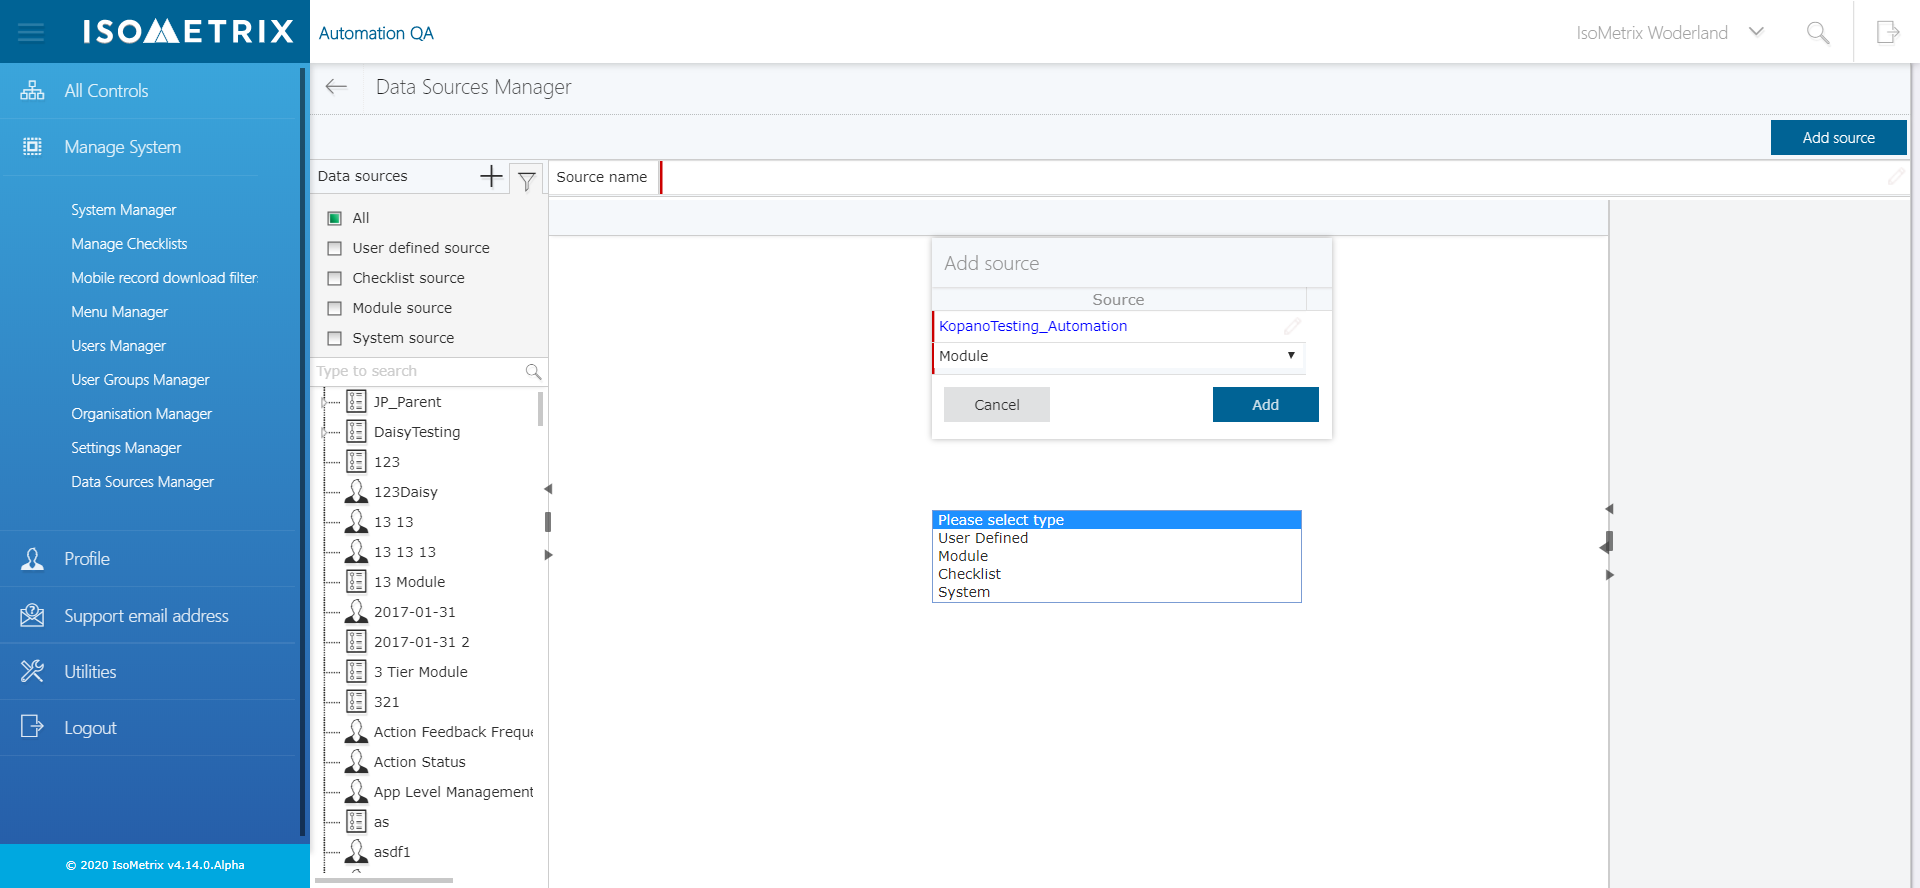 ISOMETRIX
Automation QA
IsoMetrix Woderland
All Controls
Manage System
System Manager
Manage Checklists
Mobile record download filter
Menu Manager
Users Manager
User Groups Manager
Organisation Manager
Settings Manager
Data Sources Manager
Profile
Support email address
Utilities
Logout
© 2020 IsoMetrix v4.14.0.Alpha
Data Sources Manager
Add source
Data sources
Source name
All
User defined source
Checklist source
Module source
System source
Type to search
JP_Parent
DaisyTesting
123
123Daisy
13 13
13 13 13
13 Module
2017-01-31
2017-01-31 2
3 Tier Module
321
Action Feedback Freque
Action Status
App Level Management
as
asdf1
Add source
Source
KopanoTesting_Automation
Module
Cancel
Add
Please select type
User Defined
Module
Checklist
System